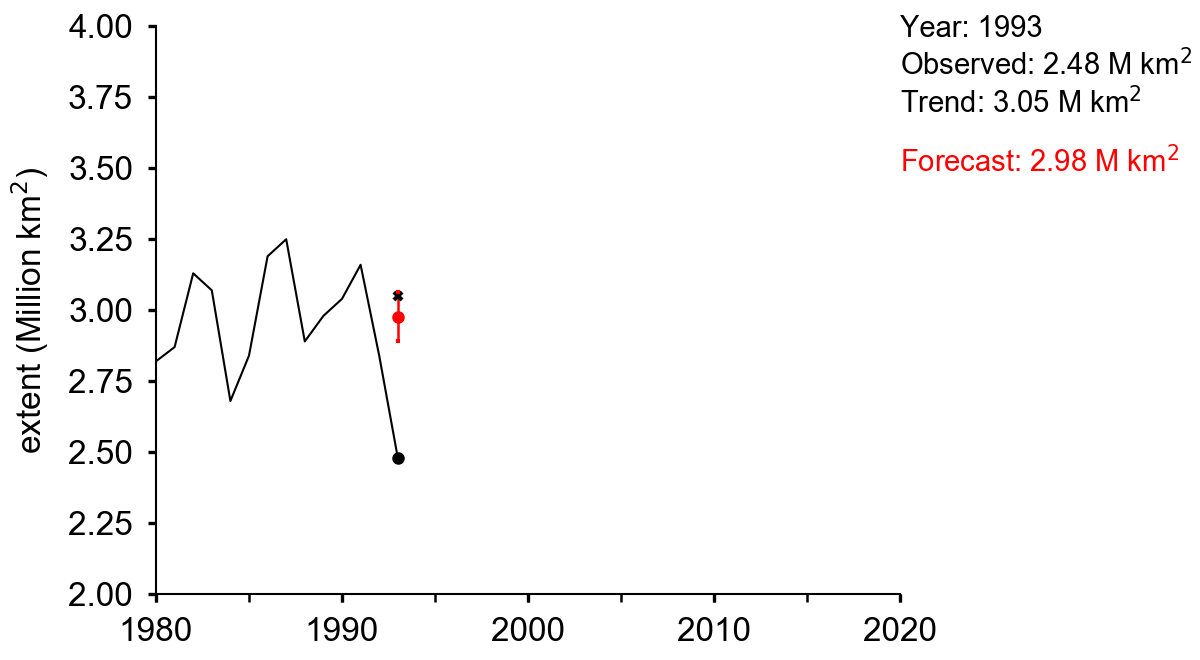 4.00
3.75
3.50
3.25
3.00
2.75
2.50
2.25
2.00
extent (Million km²)
1980
1990
2000
2010
2020
Year: 1993
Observed: 2.48 M km²
Trend: 3.05 M km²
Forecast: 2.98 M km²